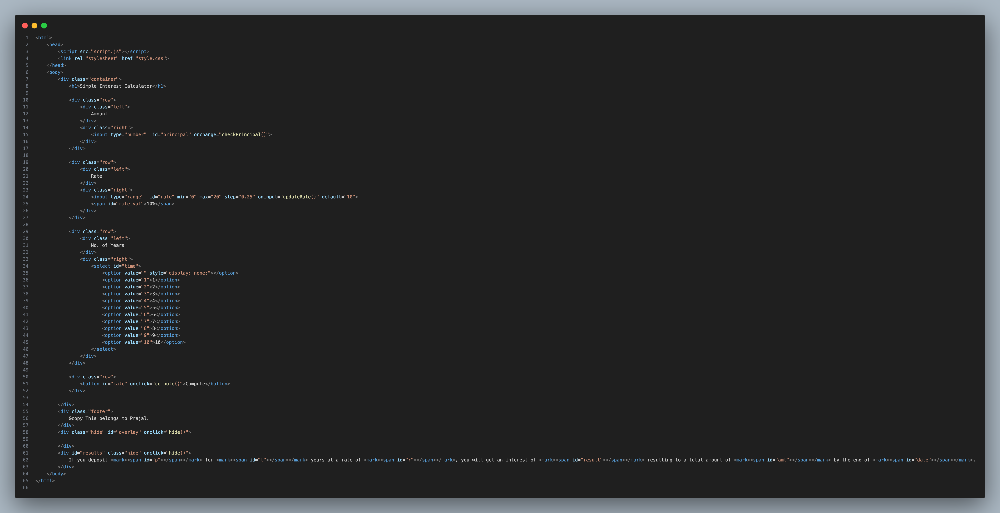 1 <html>
2     <head>
3         <script src="script.js"></script>
4         <link rel="stylesheet" href="style.css">
5     </head>
6     <body>
7         <div class="container">
8             <h1>Simple Interest Calculator</h1>
9
10             <div class="row">
11                 <div class="left">
12                     Amount
13                 </div>
14                 <div class="right">
15                     <input type="number"  id="principal" onchange="checkPrincipal()">
16                 </div>
17             </div>
18
19             <div class="row">
20                 <div class="left">
21                     Rate
22                 </div>
23                 <div class="right">
24                     <input type="range"  id="rate" min="0" max="20" step="0.25" oninput="updateRate()" default="10">
25                     <span id="rate_val">10%</span>
26                 </div>
27             </div>
28
29             <div class="row">
30                 <div class="left">
31                     No. of Years
32                 </div>
33                 <div class="right">
34                     <select id="time">
35                         <option value="" style="display: none;"></option>
36                         <option value="1">1</option>
37                         <option value="2">2</option>
38                         <option value="3">3</option>
39                         <option value="4">4</option>
40                         <option value="5">5</option>
41                         <option value="6">6</option>
42                         <option value="7">7</option>
43                         <option value="8">8</option>
44                         <option value="9">9</option>
45                         <option value="10">10</option>
46                     </select>
47                 </div>
48             </div>
49
50             <div class="row">
51                 <button id="calc" onclick="compute()">Compute</button>
52             </div>
53
54         </div>
55         <div class="footer">
56             &copy This belongs to Prajal.
57         </div>
58         <div class="hide" id="overlay" onclick="hide()">
59
60         </div>
61         <div id="results" class="hide" onclick="hide()">
62             If you deposit <mark><span id="p"></span></mark> for <mark><span id="t"></span></mark> years at a rate of <mark><span id="r"></span></mark>, you will get an interest of <mark><span id="result"></span></mark> resulting to a total amount of <mark><span id="amt"></span></mark> by the end of <mark><span id="date"></span></mark>.
63         </div>
64     </body>
65 </html>
66